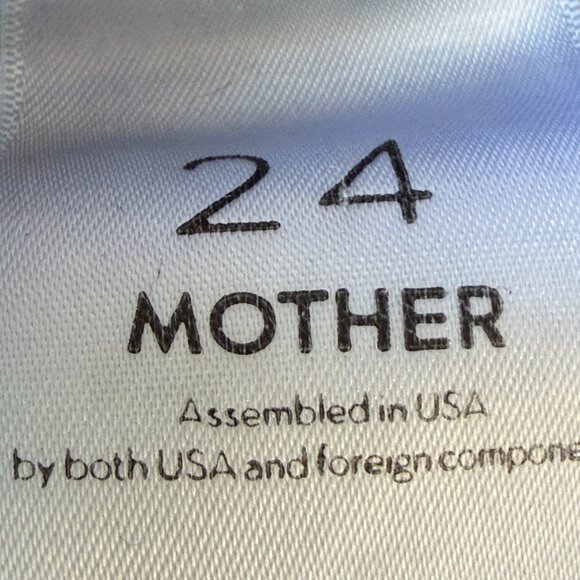 24
MOTHER
Assembled in USA
by both USA and foreign compone